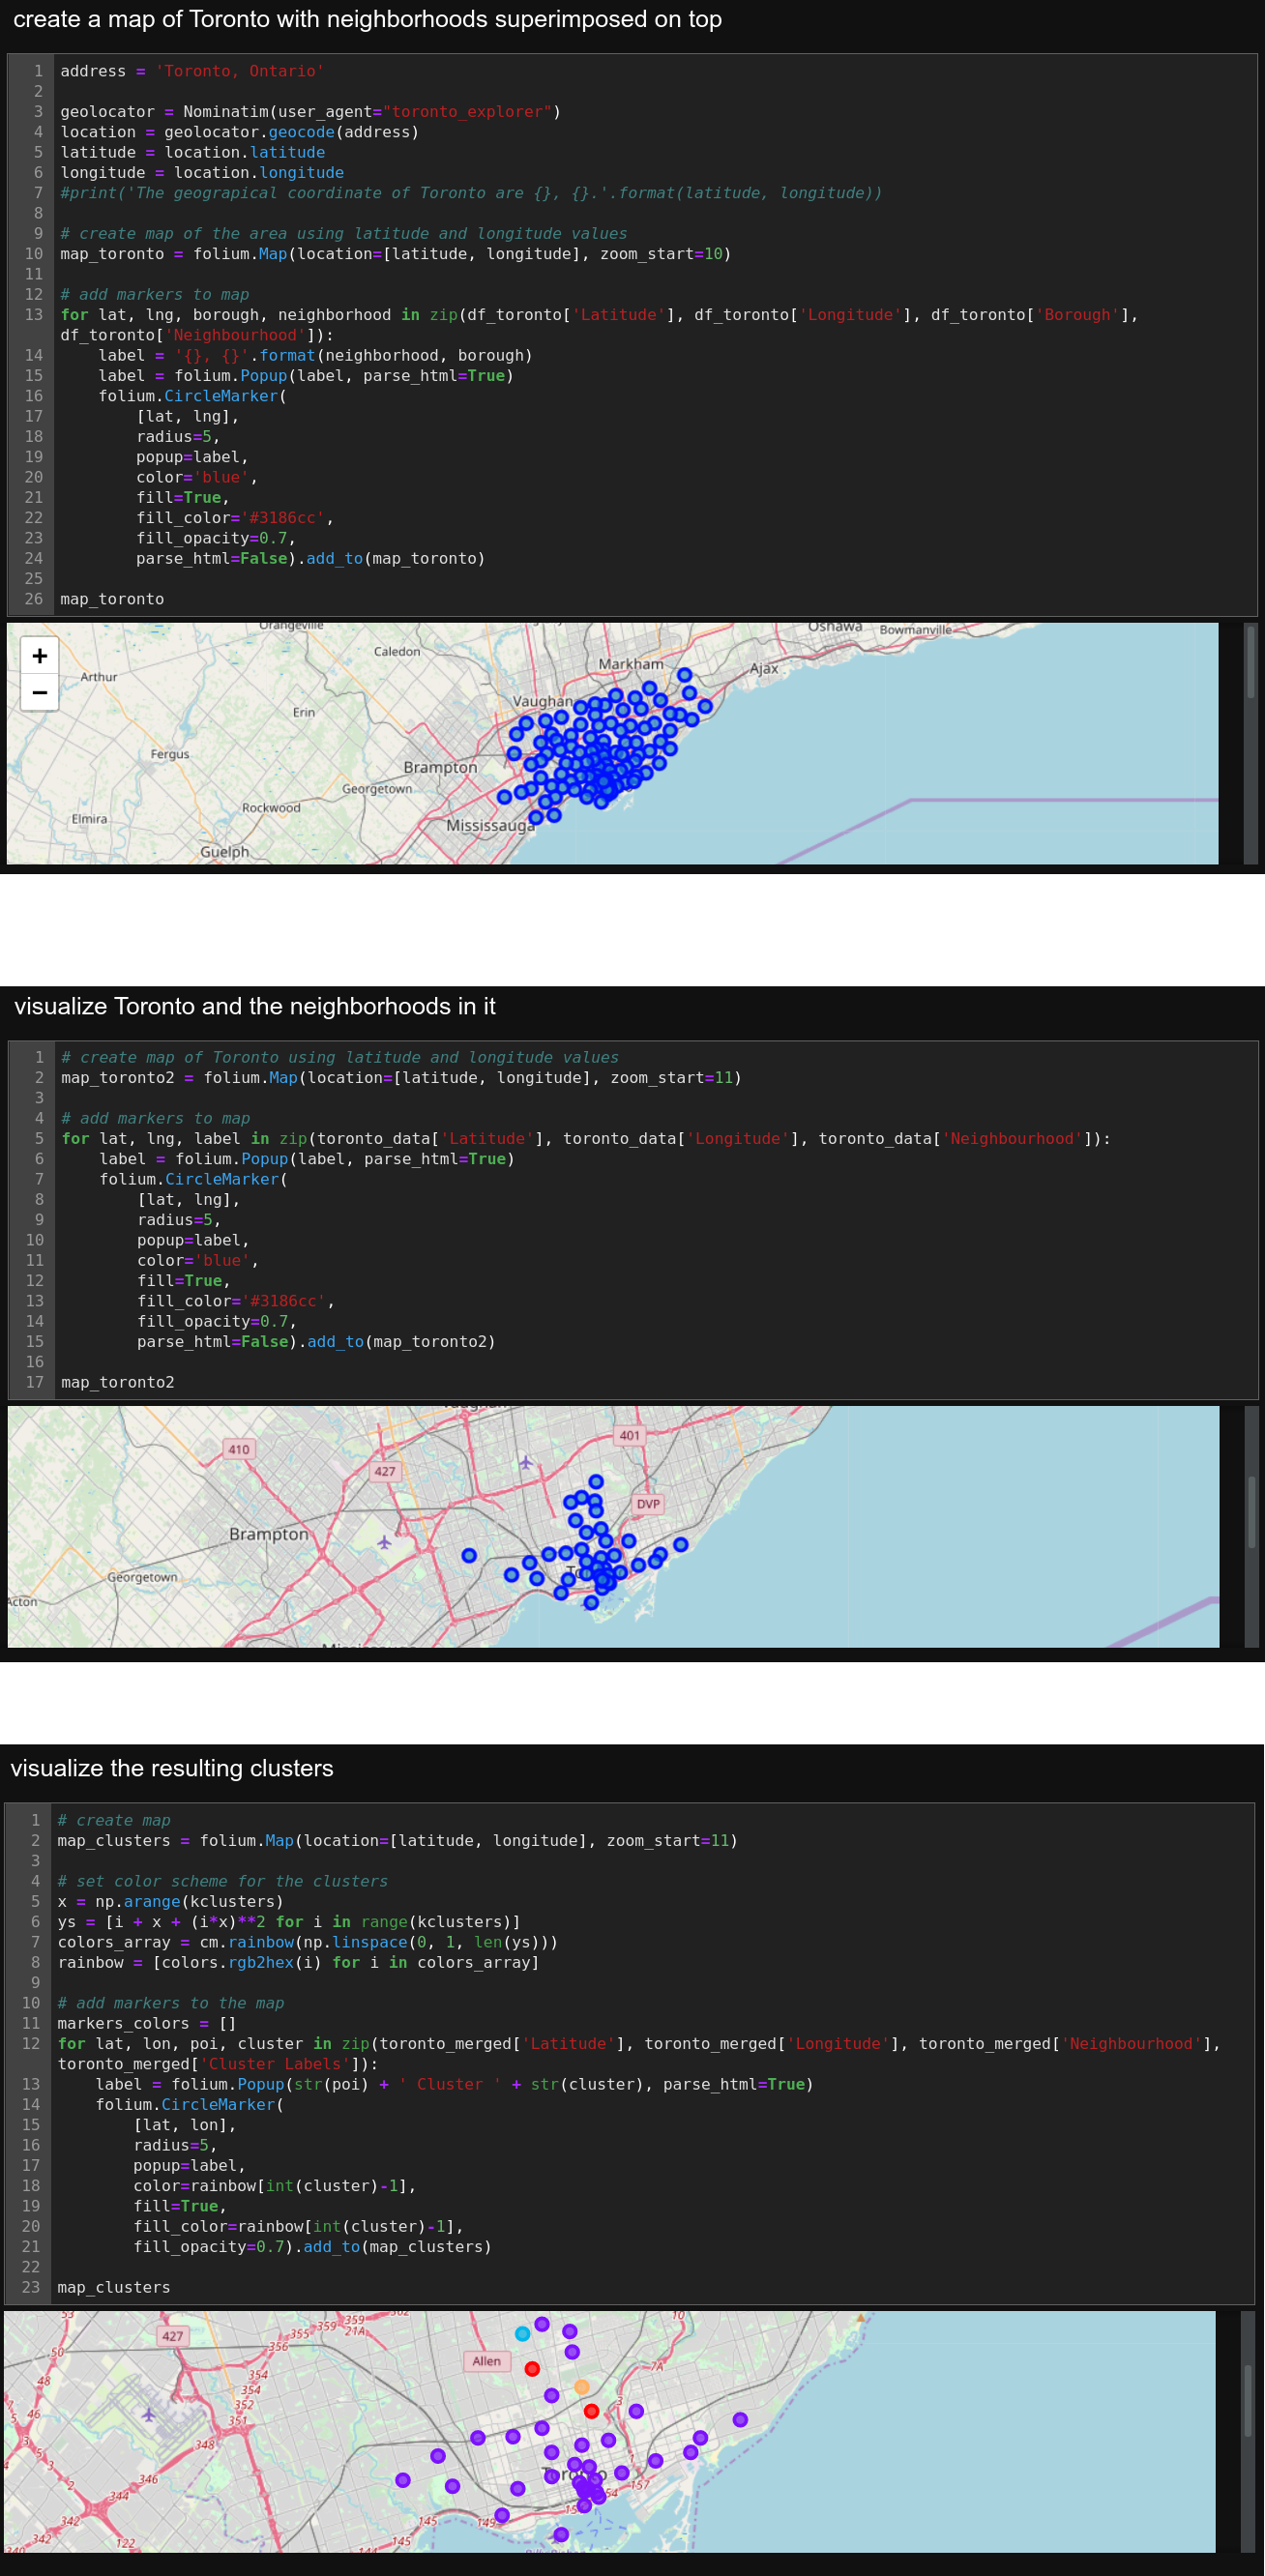 create a map of Toronto with neighborhoods superimposed on top
1 address = 'Toronto, Ontario'
2
3 geolocator = Nominatim(user_agent="toronto_explorer")
4 location = geolocator.geocode(address)
5 latitude = location.latitude
6 longitude = location.longitude
7 #print('The geograpical coordinate of Toronto are {}, {}.'.format(latitude, longitude))
8
9 # create map of the area using latitude and longitude values
10 map_toronto = folium.Map(location=[latitude, longitude], zoom_start=10)
11
12 # add markers to map
13 for lat, lng, borough, neighborhood in zip(df_toronto['Latitude'], df_toronto['Longitude'], df_toronto['Borough'],
df_toronto['Neighbourhood']):
14     label = '{}, {}'.format(neighborhood, borough)
15     label = folium.Popup(label, parse_html=True)
16     folium.CircleMarker(
17         [lat, lng],
18         radius=5,
19         popup=label,
20         color='blue',
21         fill=True,
22         fill_color='#3186cc',
23         fill_opacity=0.7,
24         parse_html=False).add_to(map_toronto)
25
26 map_toronto
Orangeville
Oshawa
Bowmanville
+
Caledon
Markham
Ajax
Arthur
−
Vaughan
Erin
Fergus
Brampton
Georgetown
Rockwood
Elmira
Mississauga
Guelph
visualize Toronto and the neighborhoods in it
1 # create map of Toronto using latitude and longitude values
2 map_toronto2 = folium.Map(location=[latitude, longitude], zoom_start=11)
3
4 # add markers to map
5 for lat, lng, label in zip(toronto_data['Latitude'], toronto_data['Longitude'], toronto_data['Neighbourhood']):
6     label = folium.Popup(label, parse_html=True)
7     folium.CircleMarker(
8         [lat, lng],
9         radius=5,
10         popup=label,
11         color='blue',
12         fill=True,
13         fill_color='#3186cc',
14         fill_opacity=0.7,
15         parse_html=False).add_to(map_toronto2)
16
17 map_toronto2
401
410
427
DVP
Brampton
Georgetown
Acton
visualize the resulting clusters
1 # create map
2 map_clusters = folium.Map(location=[latitude, longitude], zoom_start=11)
3
4 # set color scheme for the clusters
5 x = np.arange(kclusters)
6 ys = [i + x + (i*x)**2 for i in range(kclusters)]
7 colors_array = cm.rainbow(np.linspace(0, 1, len(ys)))
8 rainbow = [colors.rgb2hex(i) for i in colors_array]
9
10 # add markers to the map
11 markers_colors = []
12 for lat, lon, poi, cluster in zip(toronto_merged['Latitude'], toronto_merged['Longitude'], toronto_merged['Neighbourhood'],
toronto_merged['Cluster Labels']):
13     label = folium.Popup(str(poi) + ' Cluster ' + str(cluster), parse_html=True)
14     folium.CircleMarker(
15         [lat, lon],
16         radius=5,
17         popup=label,
18         color=rainbow[int(cluster)-1],
19         fill=True,
20         fill_color=rainbow[int(cluster)-1],
21         fill_opacity=0.7).add_to(map_clusters)
22
23 map_clusters
53
359
10
427
355
359
21A
50
356
Allen
7A
48
354
354
352
46
351
3
348
346
344
342
342
122
145
145
149
157